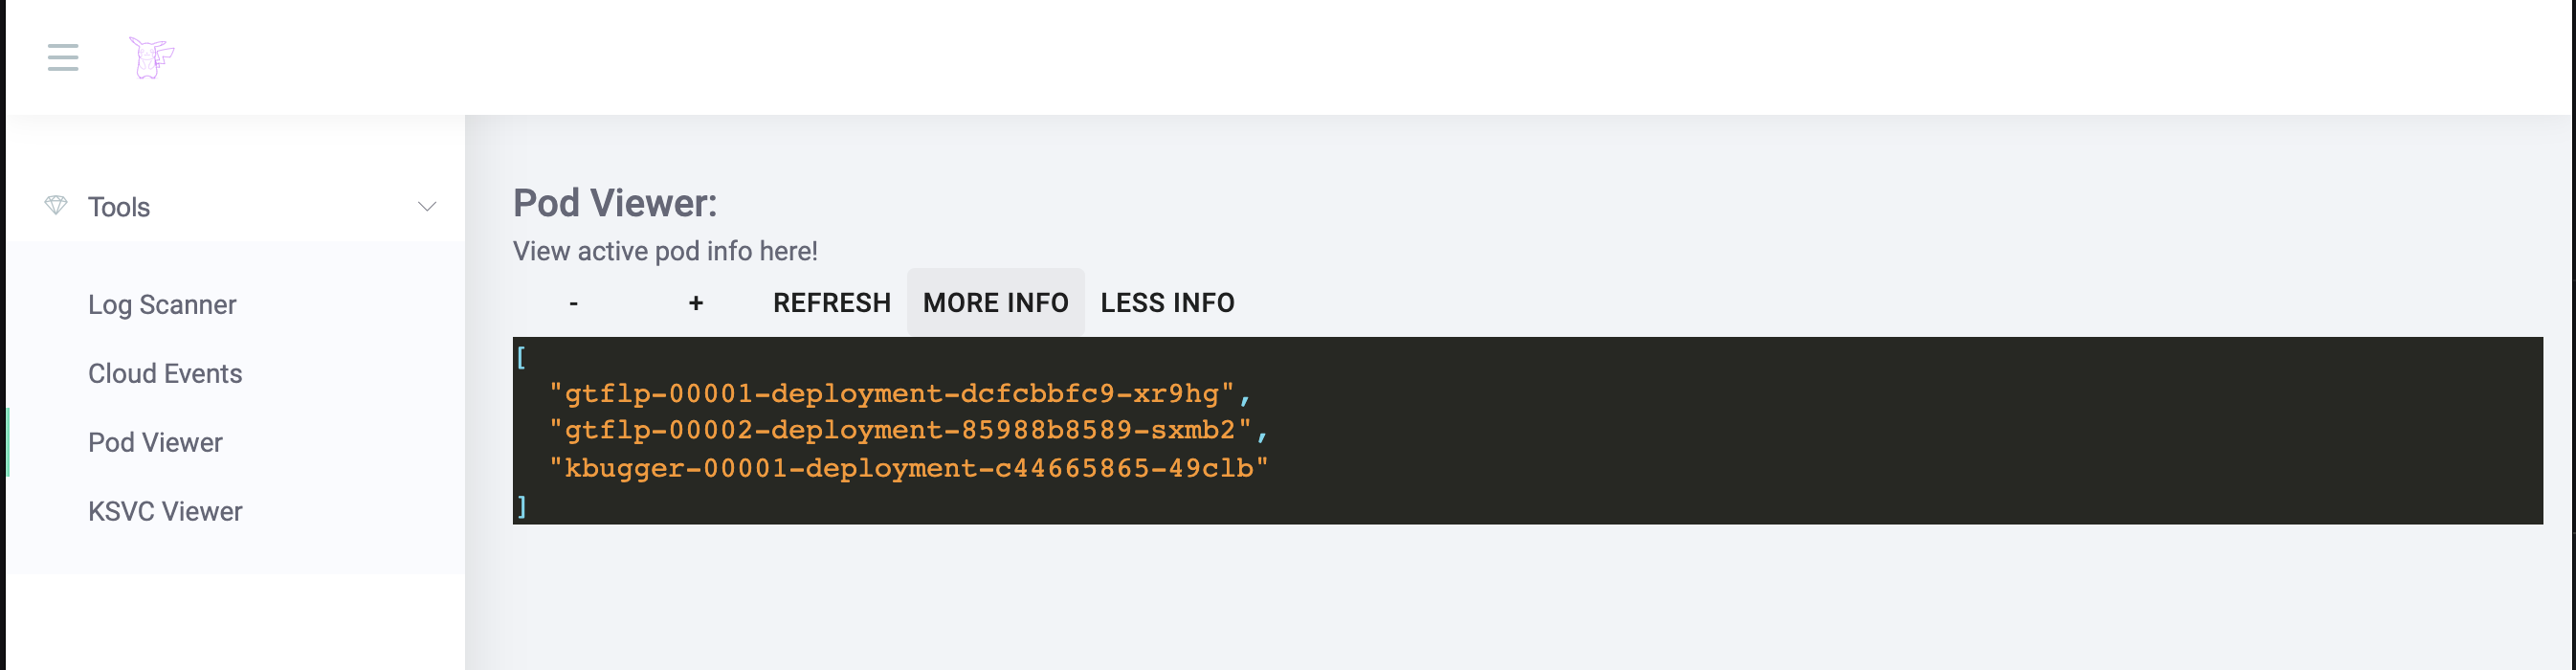 Tools
Log Scanner
Cloud Events
Pod Viewer
KSVC Viewer
Pod Viewer:
View active pod info here!
- + REFRESH MORE INFO LESS INFO
[
"gtflp-00001-deployment-dcfcbbfc9-xr9hg",
"gtflp-00002-deployment-85988b8589-sxmb2",
"kbugger-00001-deployment-c44665865-49clb"
]